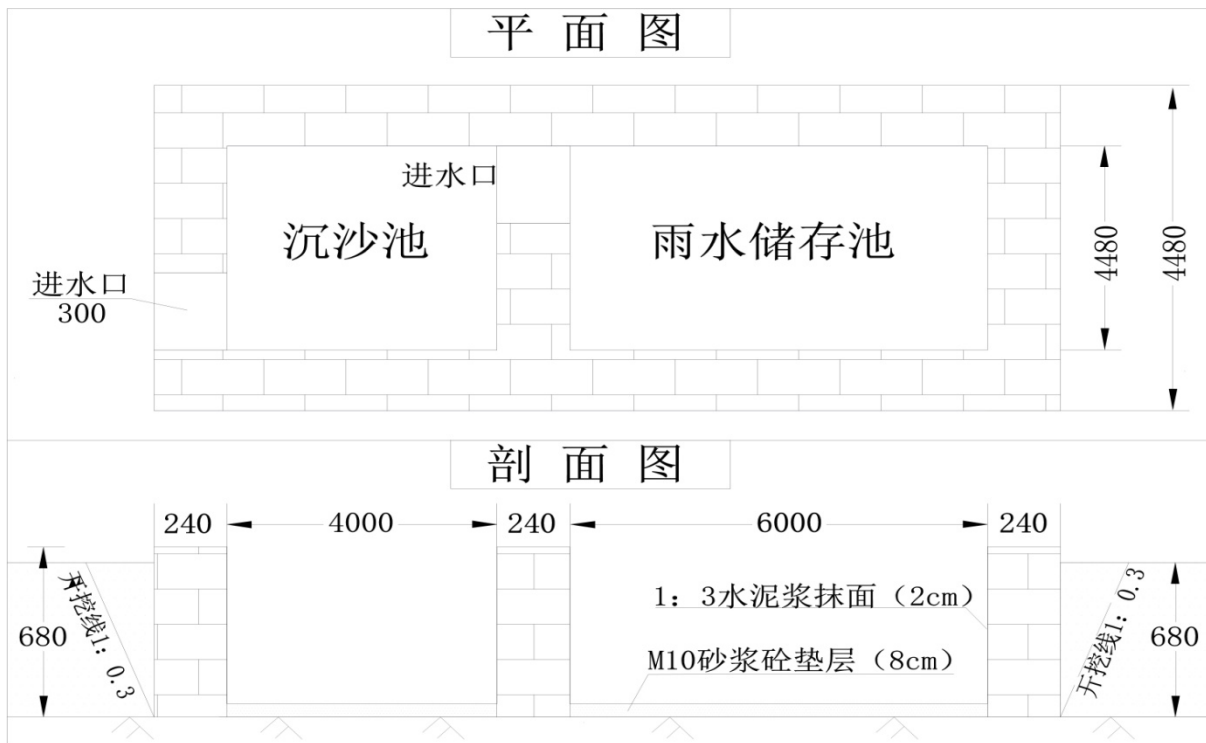 平面图
进水口
沉沙池
雨水储存池
进水口
300
4480
4480
剖面图
240
4000
240
6000
240
680
开挖线1：0.3
1：3水泥浆抹面（2cm）
M10砂浆砼垫层（8cm）
开挖线1：0.3
680